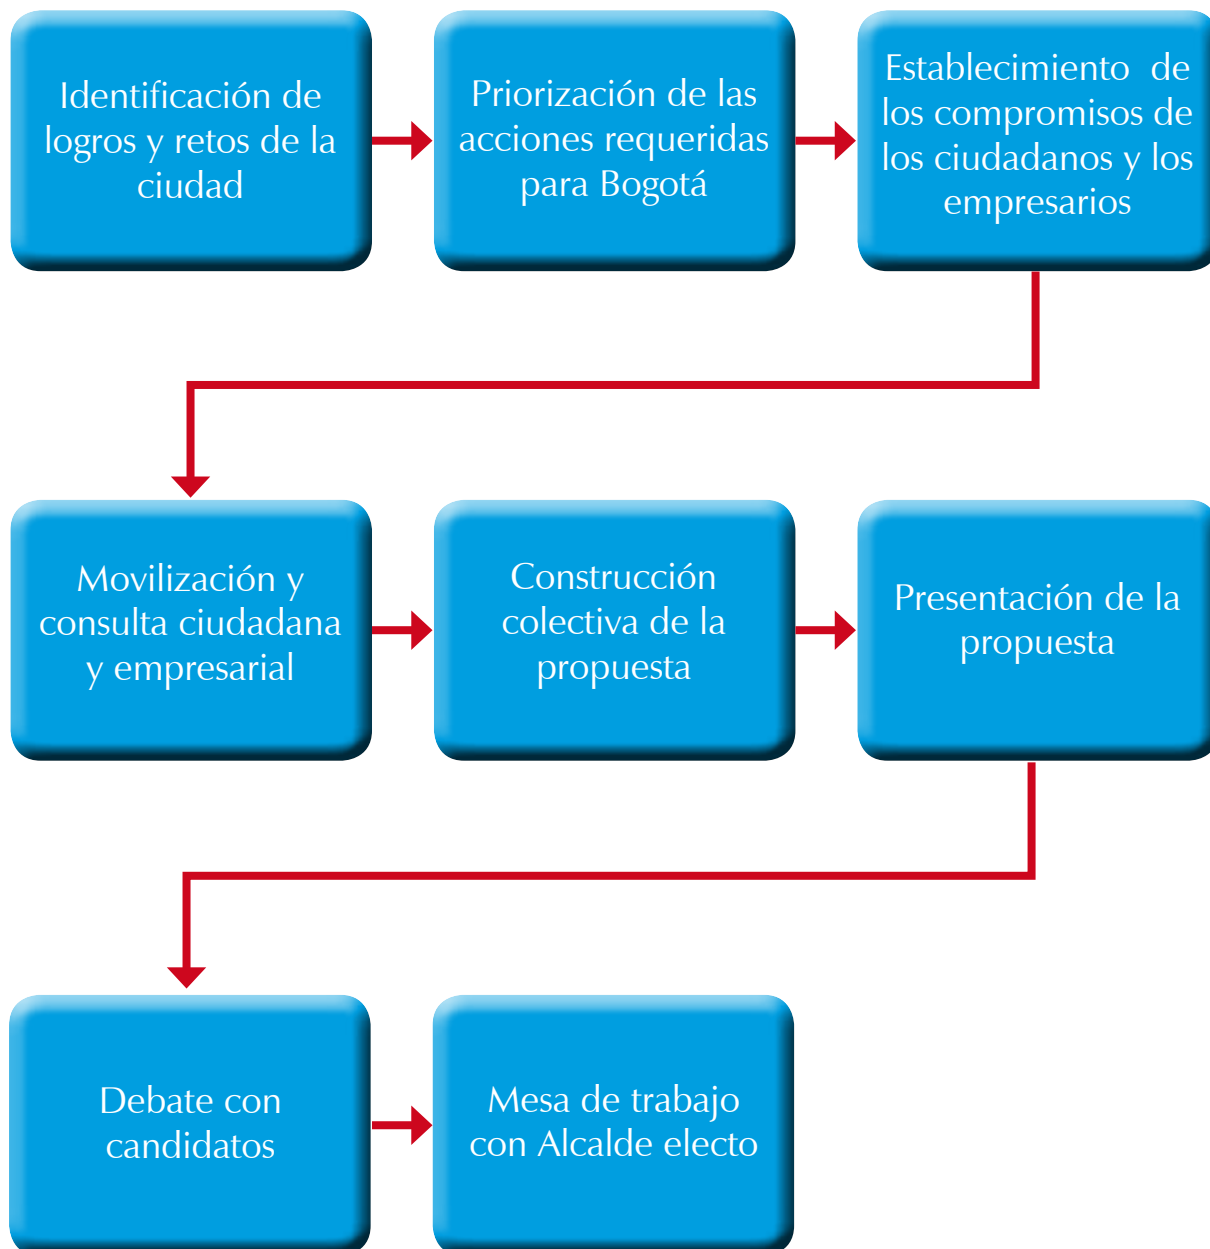 Identificación de
logros y retos de la
ciudad
Priorización de las
acciones requeridas
para Bogotá
Establecimiento de
los compromisos de
los ciudadanos y los
empresarios
Movilización y
consulta ciudadana
y empresarial
Construcción
colectiva de la
propuesta
Presentación de la
propuesta
Debate con
candidatos
Mesa de trabajo
con Alcalde electo